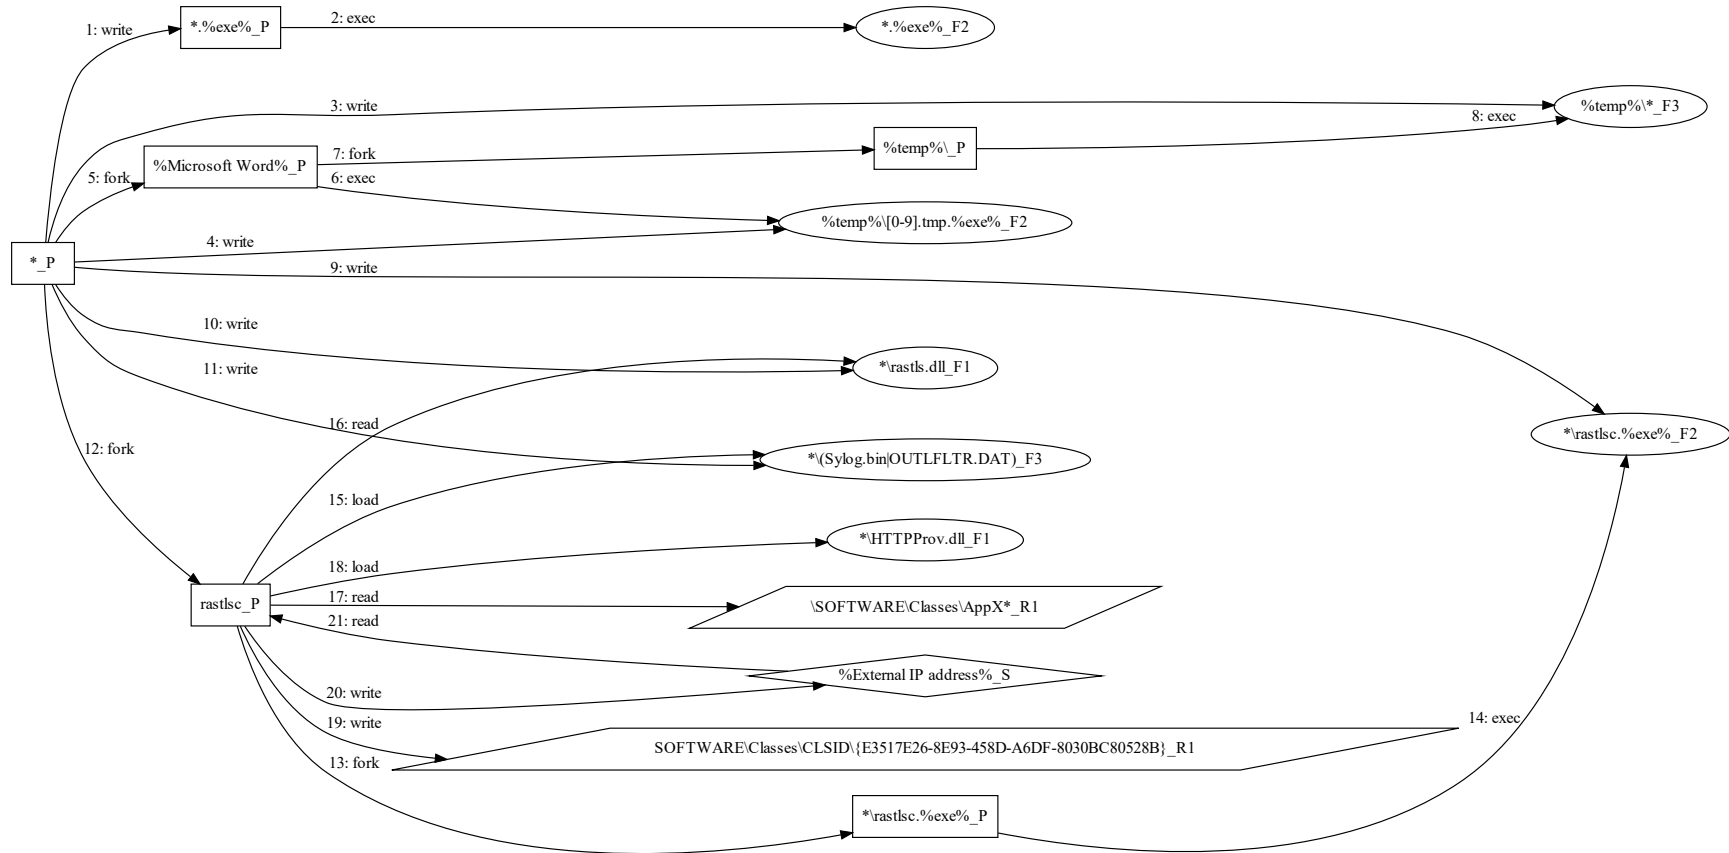 1: write
*.%exe%_P
2: exec
*.%exe%_F2
3: write
%temp%\*_F3
8: exec
7: fork
%temp%\_P
%Microsoft Word%_P
5: fork
6: exec
%temp%\[0-9].tmp.%exe%_F2
4: write
*_P
9: write
10: write
*\rastls.dll_F1
11: write
16: read
*\rastlsc.%exe%_F2
12: fork
*\(Sylog.bin|OUTLFLTR.DAT)_F3
15: load
*\HTTPProv.dll_F1
18: load
rastlsc_P
17: read
\SOFTWARE\Classes\AppX*_R1
21: read
%External IP address%_S
20: write
19: write
14: exec
SOFTWARE\Classes\CLSID\{E3517E26-8E93-458D-A6DF-8030BC80528B}_R1
13: fork
*\rastlsc.%exe%_P